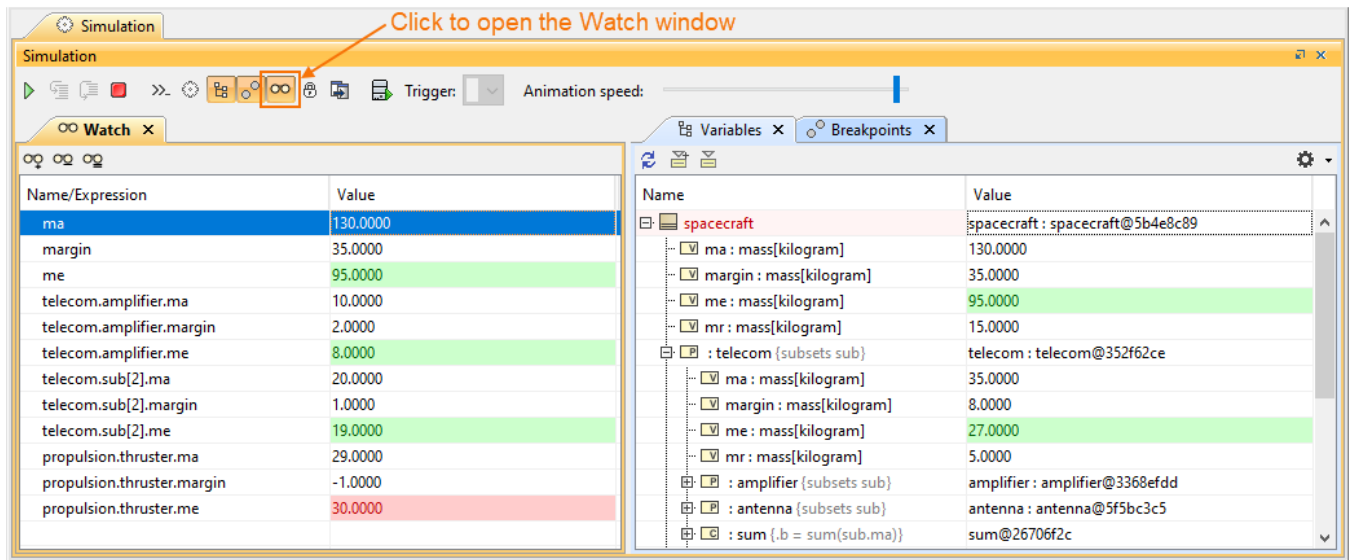 Click to open the Watch window
Simulation
Simulation
Trigger: Animation speed:
Watch
Name/Expression Value
ma 130.0000
margin 35.0000
me 95.0000
telecom.amplifier.ma 10.0000
telecom.amplifier.margin 2.0000
telecom.amplifier.me 8.0000
telecom.sub[2].ma 20.0000
telecom.sub[2].margin 1.0000
telecom.sub[2].me 19.0000
propulsion.thruster.ma 29.0000
propulsion.thruster.margin -1.0000
propulsion.thruster.me 30.0000
Variables Breakpoints
Name Value
spacecraft spacecraft : spacecraft@5b4e8c89
V ma : mass[kilogram] 130.0000
V margin : mass[kilogram] 35.0000
V me : mass[kilogram] 95.0000
V mr : mass[kilogram] 15.0000
P : telecom {subsets sub} telecom : telecom@352f62ce
V ma : mass[kilogram] 35.0000
V margin : mass[kilogram] 8.0000
V me : mass[kilogram] 27.0000
V mr : mass[kilogram] 5.0000
P : amplifier {subsets sub} amplifier : amplifier@3368efdd
P : antenna {subsets sub} antenna : antenna@5f5bc3c5
C : sum {.b = sum(sub.ma)} sum@26706f2c